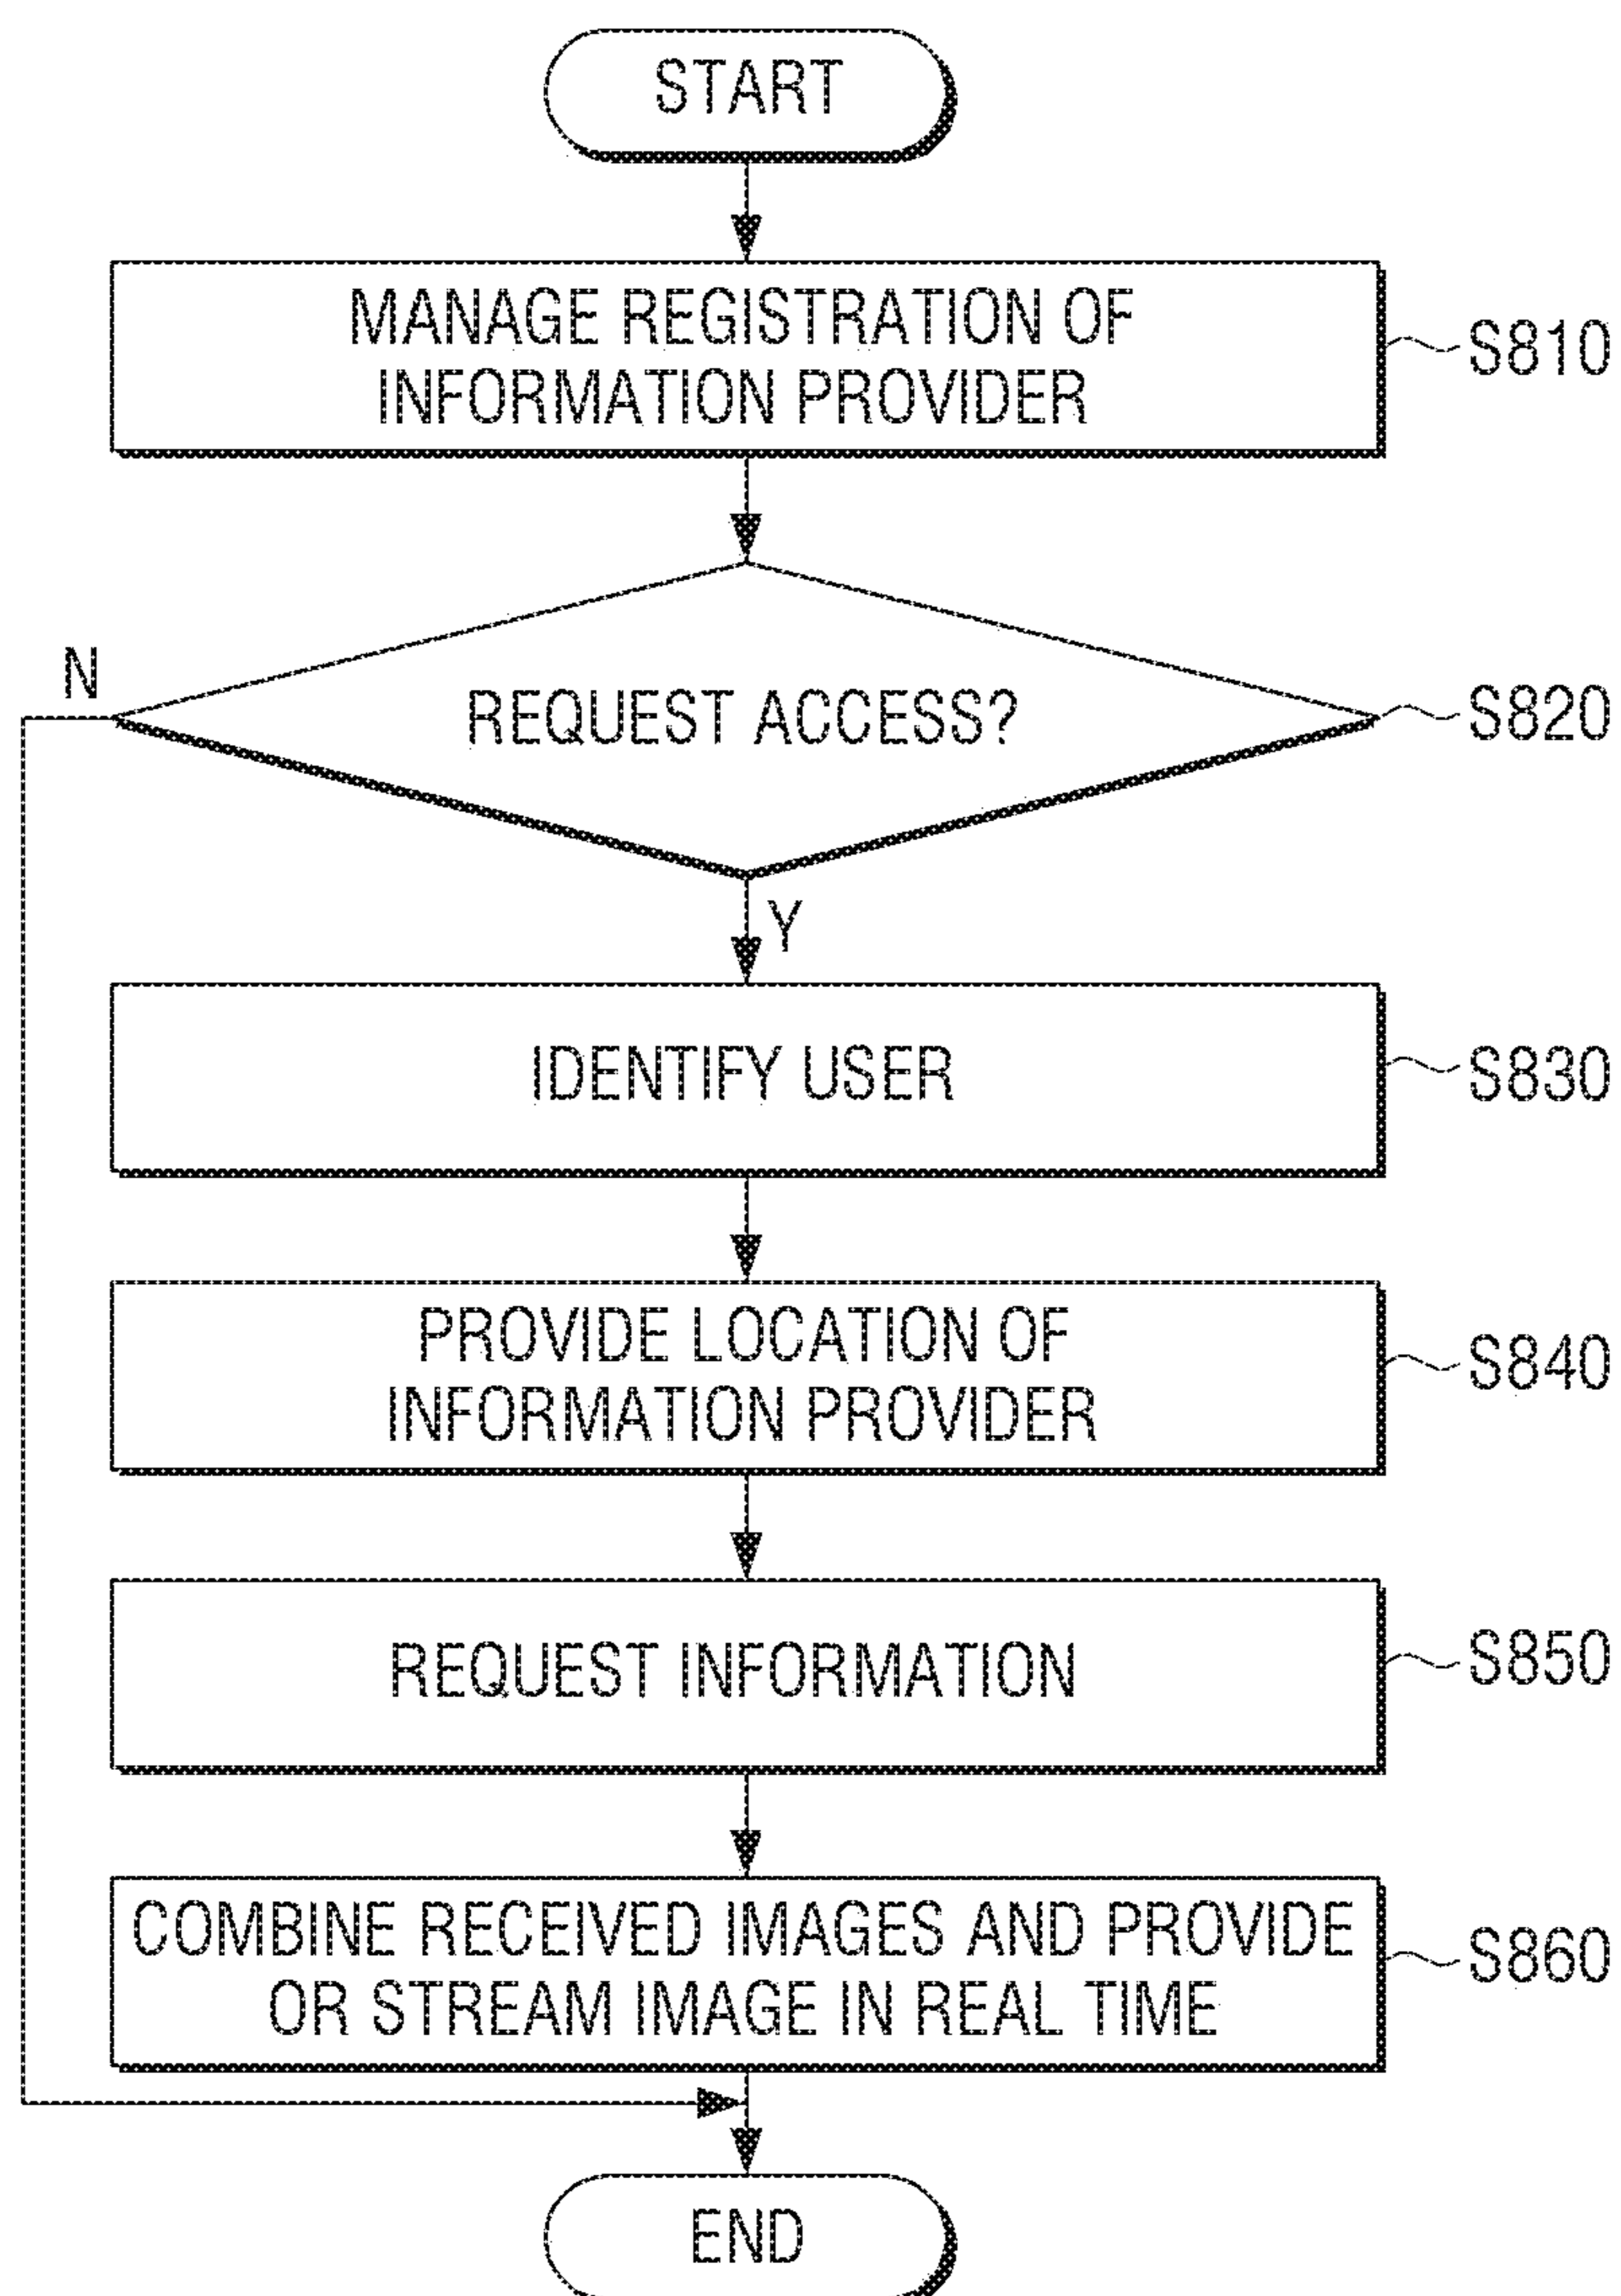 START
MANAGE REGISTRATION OF
INFORMATION PROVIDER
S810
N
REQUEST ACCESS?
S820
Y
IDENTIFY USER
S830
PROVIDE LOCATION OF
INFORMATION PROVIDER
S840
REQUEST INFORMATION
S850
COMBINE RECEIVED IMAGES AND PROVIDE
OR STREAM IMAGE IN REAL TIME
S860
END